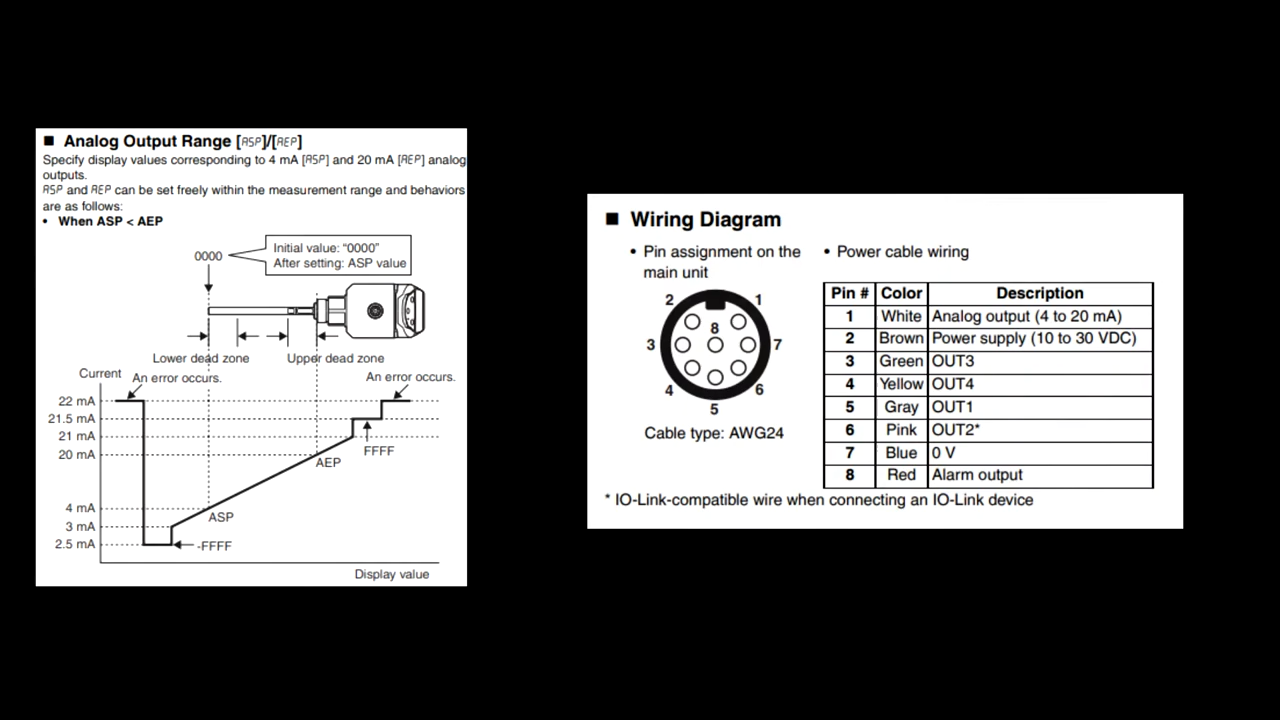 ■ Analog Output Range [ASP]/[AEP]
Specify display values corresponding to 4 mA [ASP] and 20 mA [AEP] analog
outputs.
ASP and AEP can be set freely within the measurement range and behaviors
are as follows:
• When ASP < AEP
0000
Initial value: “0000”
After setting: ASP value
Lower dead zone
Upper dead zone
Current
An error occurs.
An error occurs.
22 mA
21.5 mA
21 mA
FFFF
20 mA
AEP
4 mA
ASP
3 mA
2.5 mA
-FFFF
Display value
■ Wiring Diagram
• Pin assignment on the
main unit
2
1
8
3
7
4
6
5
Cable type: AWG24
• Power cable wiring
Pin # Color Description
1 White Analog output (4 to 20 mA)
2 Brown Power supply (10 to 30 VDC)
3 Green OUT3
4 Yellow OUT4
5 Gray OUT1
6 Pink OUT2*
7 Blue 0 V
8 Red Alarm output
* IO-Link-compatible wire when connecting an IO-Link device